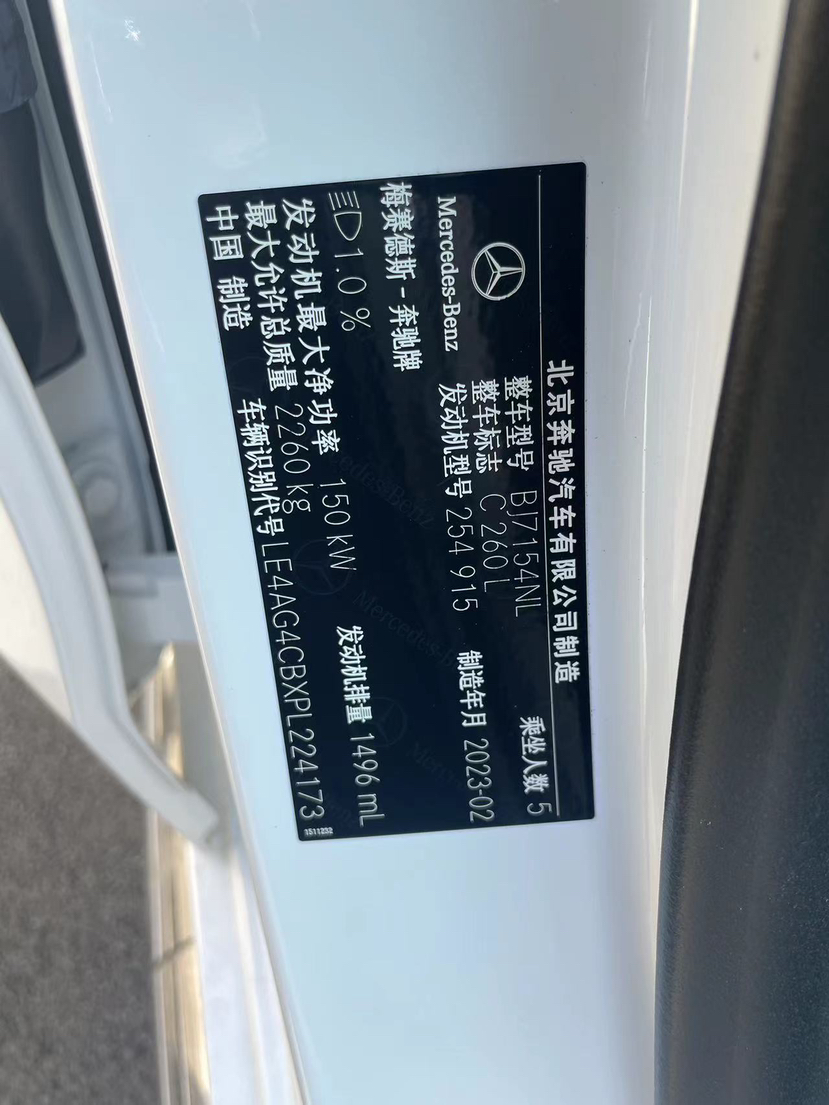 北京奔驰汽车有限公司制造
Mercedes-Benz
整车型号 BJ7154NL 乘坐人数 5
整车标志 C 260 L
发动机型号 254 915 制造年月 2023-02
梅赛德斯-奔驰牌
1.0 %
发动机最大净功率 150 kW 发动机排量 1496 mL
最大允许总质量 2260 kg
中国 制造 车辆识别代号 LE4AG4CBXPL224173
1511232